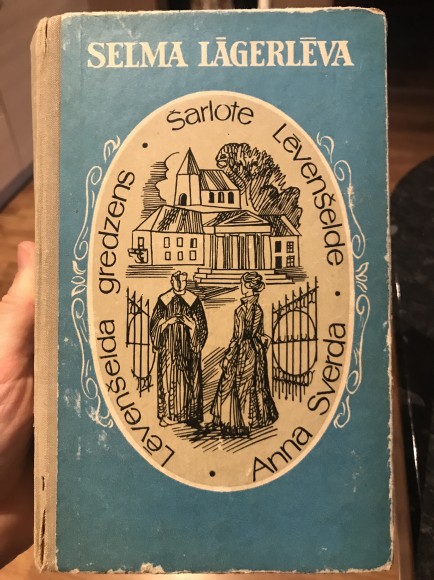 SELMA LĀGERLĒVA
Lēvenšelda gredzens •
Šarlote Lēvenšelde •
Anna Sverda •